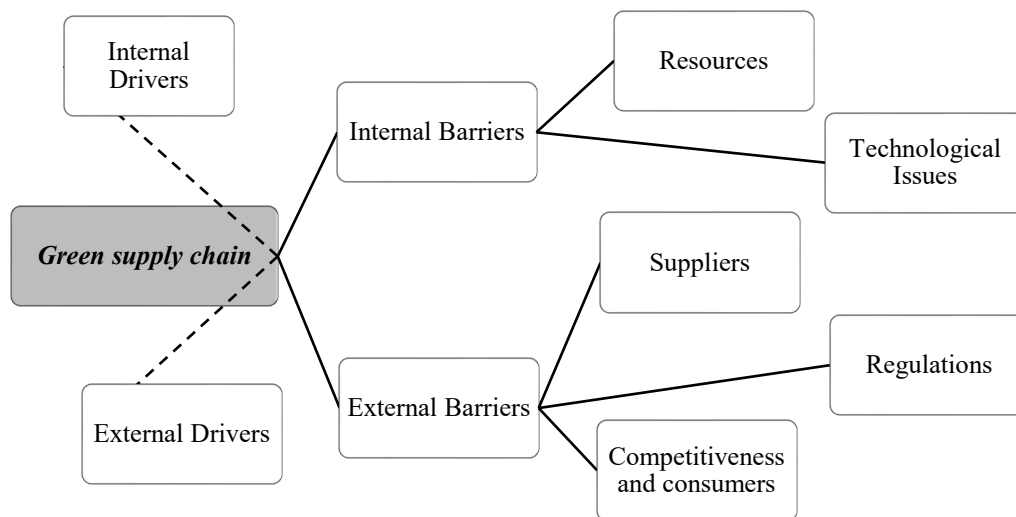 Internal
Drivers
Green supply chain
External Drivers
Internal Barriers
External Barriers
Resources
Technological
Issues
Suppliers
Regulations
Competitiveness
and consumers